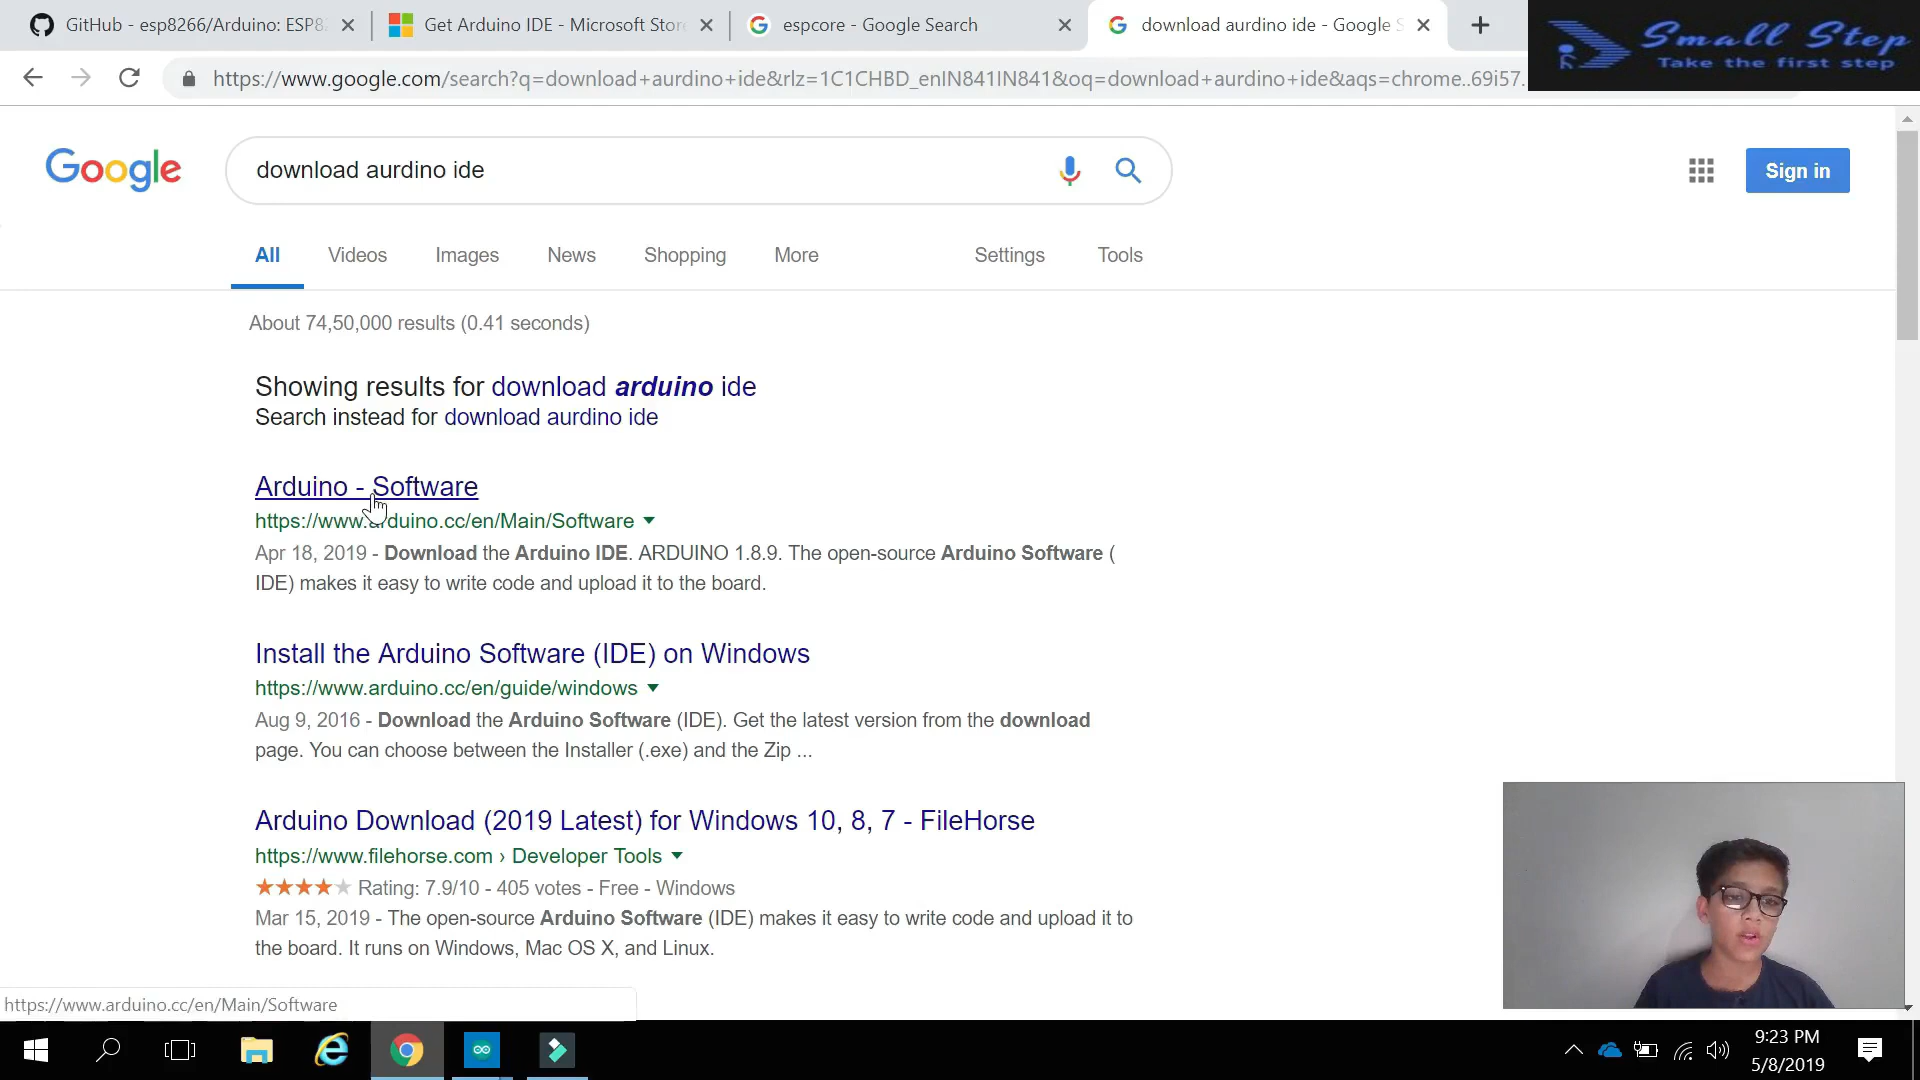 GitHub - esp8266/Arduino: ESP8
Get Arduino IDE - Microsoft Store
espcore - Google Search
download aurdino ide - Google S
Small Step
Take the first step
https://www.google.com/search?q=download+aurdino+ide&rlz=1C1CHBD_enIN841IN841&oq=download+aurdino+ide&aqs=chrome..69i57.
Google
download aurdino ide
Sign in
All
Videos
Images
News
Shopping
More
Settings
Tools
About 74,50,000 results (0.41 seconds)
Showing results for download arduino ide
Search instead for download aurdino ide
Arduino - Software
https://www.arduino.cc/en/Main/Software
Apr 18, 2019 - Download the Arduino IDE. ARDUINO 1.8.9. The open-source Arduino Software (
IDE) makes it easy to write code and upload it to the board.
Install the Arduino Software (IDE) on Windows
https://www.arduino.cc/en/guide/windows
Aug 9, 2016 - Download the Arduino Software (IDE). Get the latest version from the download
page. You can choose between the Installer (.exe) and the Zip ...
Arduino Download (2019 Latest) for Windows 10, 8, 7 - FileHorse
https://www.filehorse.com › Developer Tools
Rating: 7.9/10 - 405 votes - Free - Windows
Mar 15, 2019 - The open-source Arduino Software (IDE) makes it easy to write code and upload it to
the board. It runs on Windows, Mac OS X, and Linux.
https://www.arduino.cc/en/Main/Software
9:23 PM
5/8/2019